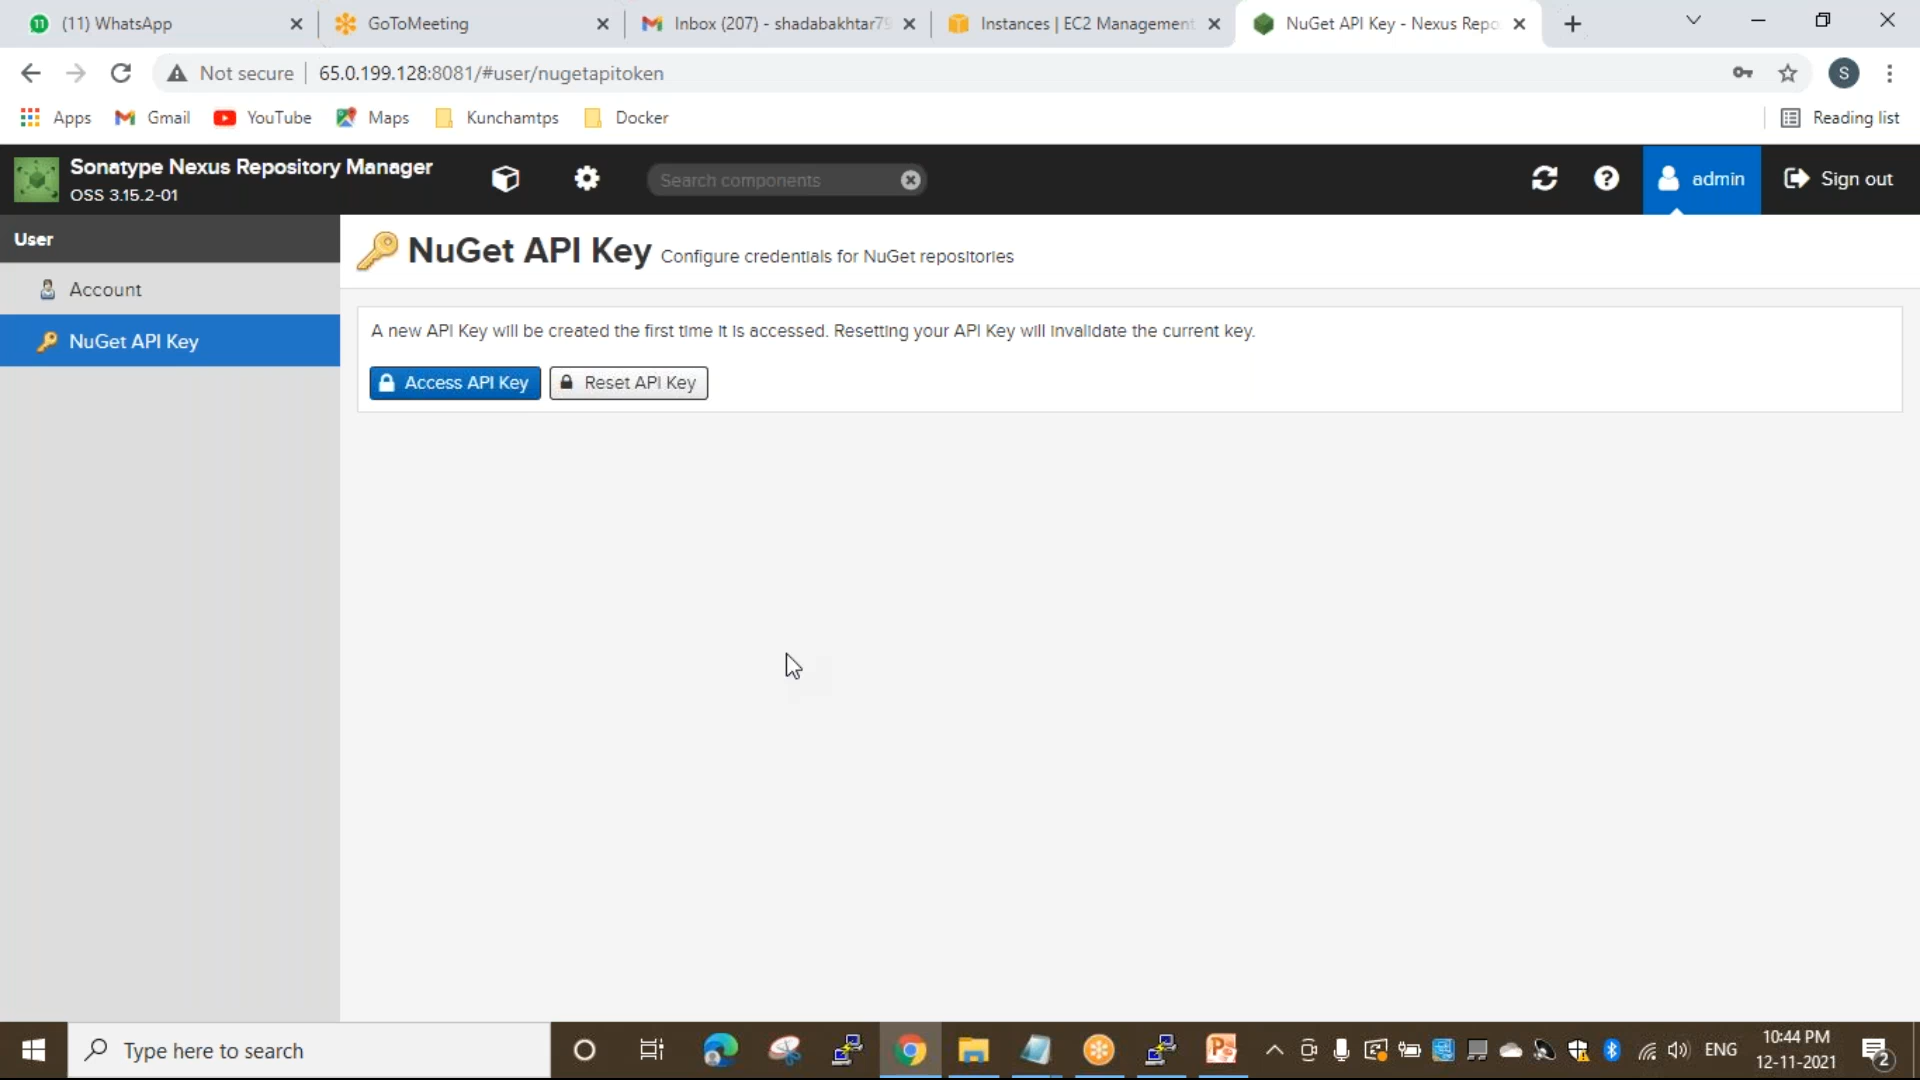 (11) WhatsApp
GoToMeeting
Inbox (207) - shadabakhtar79
Instances | EC2 Management
NuGet API Key - Nexus Repo
Not secure
65.0.199.128:8081/#user/nugetapitoken
S
Apps
Gmail
YouTube
Maps
Kunchamtps
Docker
Reading list
Sonatype Nexus Repository Manager
OSS 3.15.2-01
Search components
admin
Sign out
User
Account
NuGet API Key
NuGet API Key Configure credentials for NuGet repositories
A new API Key will be created the first time it is accessed. Resetting your API Key will invalidate the current key.
Access API Key
Reset API Key
Type here to search
ENG
10:44 PM
12-11-2021
2